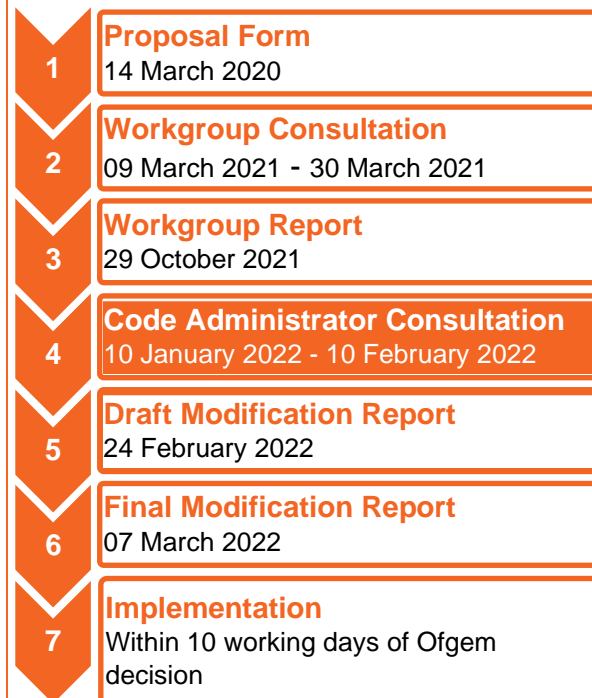 1
Proposal Form
14 March 2020
2
Workgroup Consultation
09 March 2021 - 30 March 2021
3
Workgroup Report
29 October 2021
4
Code Administrator Consultation
10 January 2022 - 10 February 2022
5
Draft Modification Report
24 February 2022
6
Final Modification Report
07 March 2022
7
Implementation
Within 10 working days of Ofgem
decision